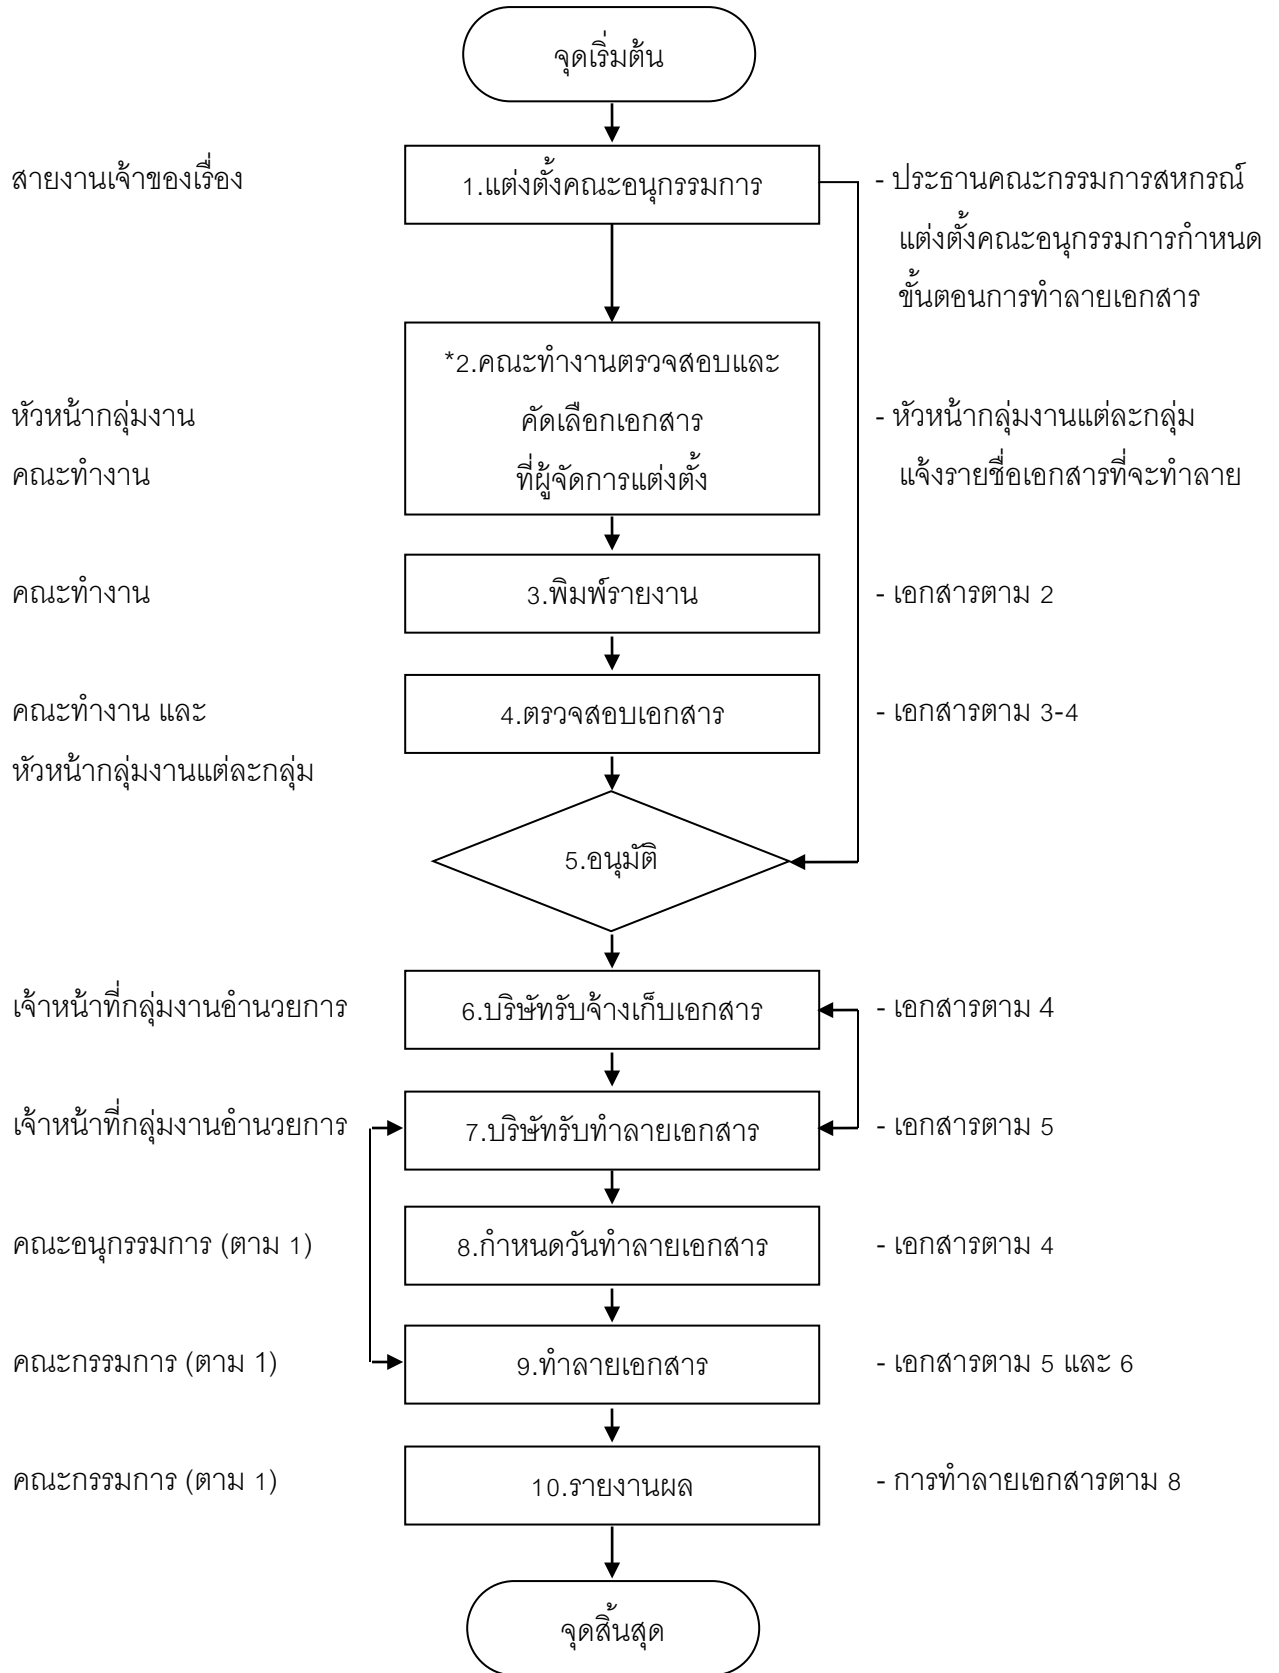 จุดเริ่มต้น
สายงานเจ้าของเรื่อง
1.แต่งตั้งคณะอนุกรรมการ
- ประธานคณะกรรมการสหกรณ์
แต่งตั้งคณะอนุกรรมการกำหนด
ขั้นตอนการทำลายเอกสาร
*2.คณะทำงานตรวจสอบและ
คัดเลือกเอกสาร
ที่ผู้จัดการแต่งตั้ง
หัวหน้ากลุ่มงาน
คณะทำงาน
- หัวหน้ากลุ่มงานแต่ละกลุ่ม
แจ้งรายชื่อเอกสารที่จะทำลาย
คณะทำงาน
3.พิมพ์รายงาน
- เอกสารตาม 2
คณะทำงาน และ
หัวหน้ากลุ่มงานแต่ละกลุ่ม
4.ตรวจสอบเอกสาร
- เอกสารตาม 3-4
5.อนุมัติ
เจ้าหน้าที่กลุ่มงานอำนวยการ
6.บริษัทรับจ้างเก็บเอกสาร
- เอกสารตาม 4
เจ้าหน้าที่กลุ่มงานอำนวยการ
7.บริษัทรับทำลายเอกสาร
- เอกสารตาม 5
คณะอนุกรรมการ (ตาม 1)
8.กำหนดวันทำลายเอกสาร
- เอกสารตาม 4
คณะกรรมการ (ตาม 1)
9.ทำลายเอกสาร
- เอกสารตาม 5 และ 6
คณะกรรมการ (ตาม 1)
10.รายงานผล
- การทำลายเอกสารตาม 8
จุดสิ้นสุด